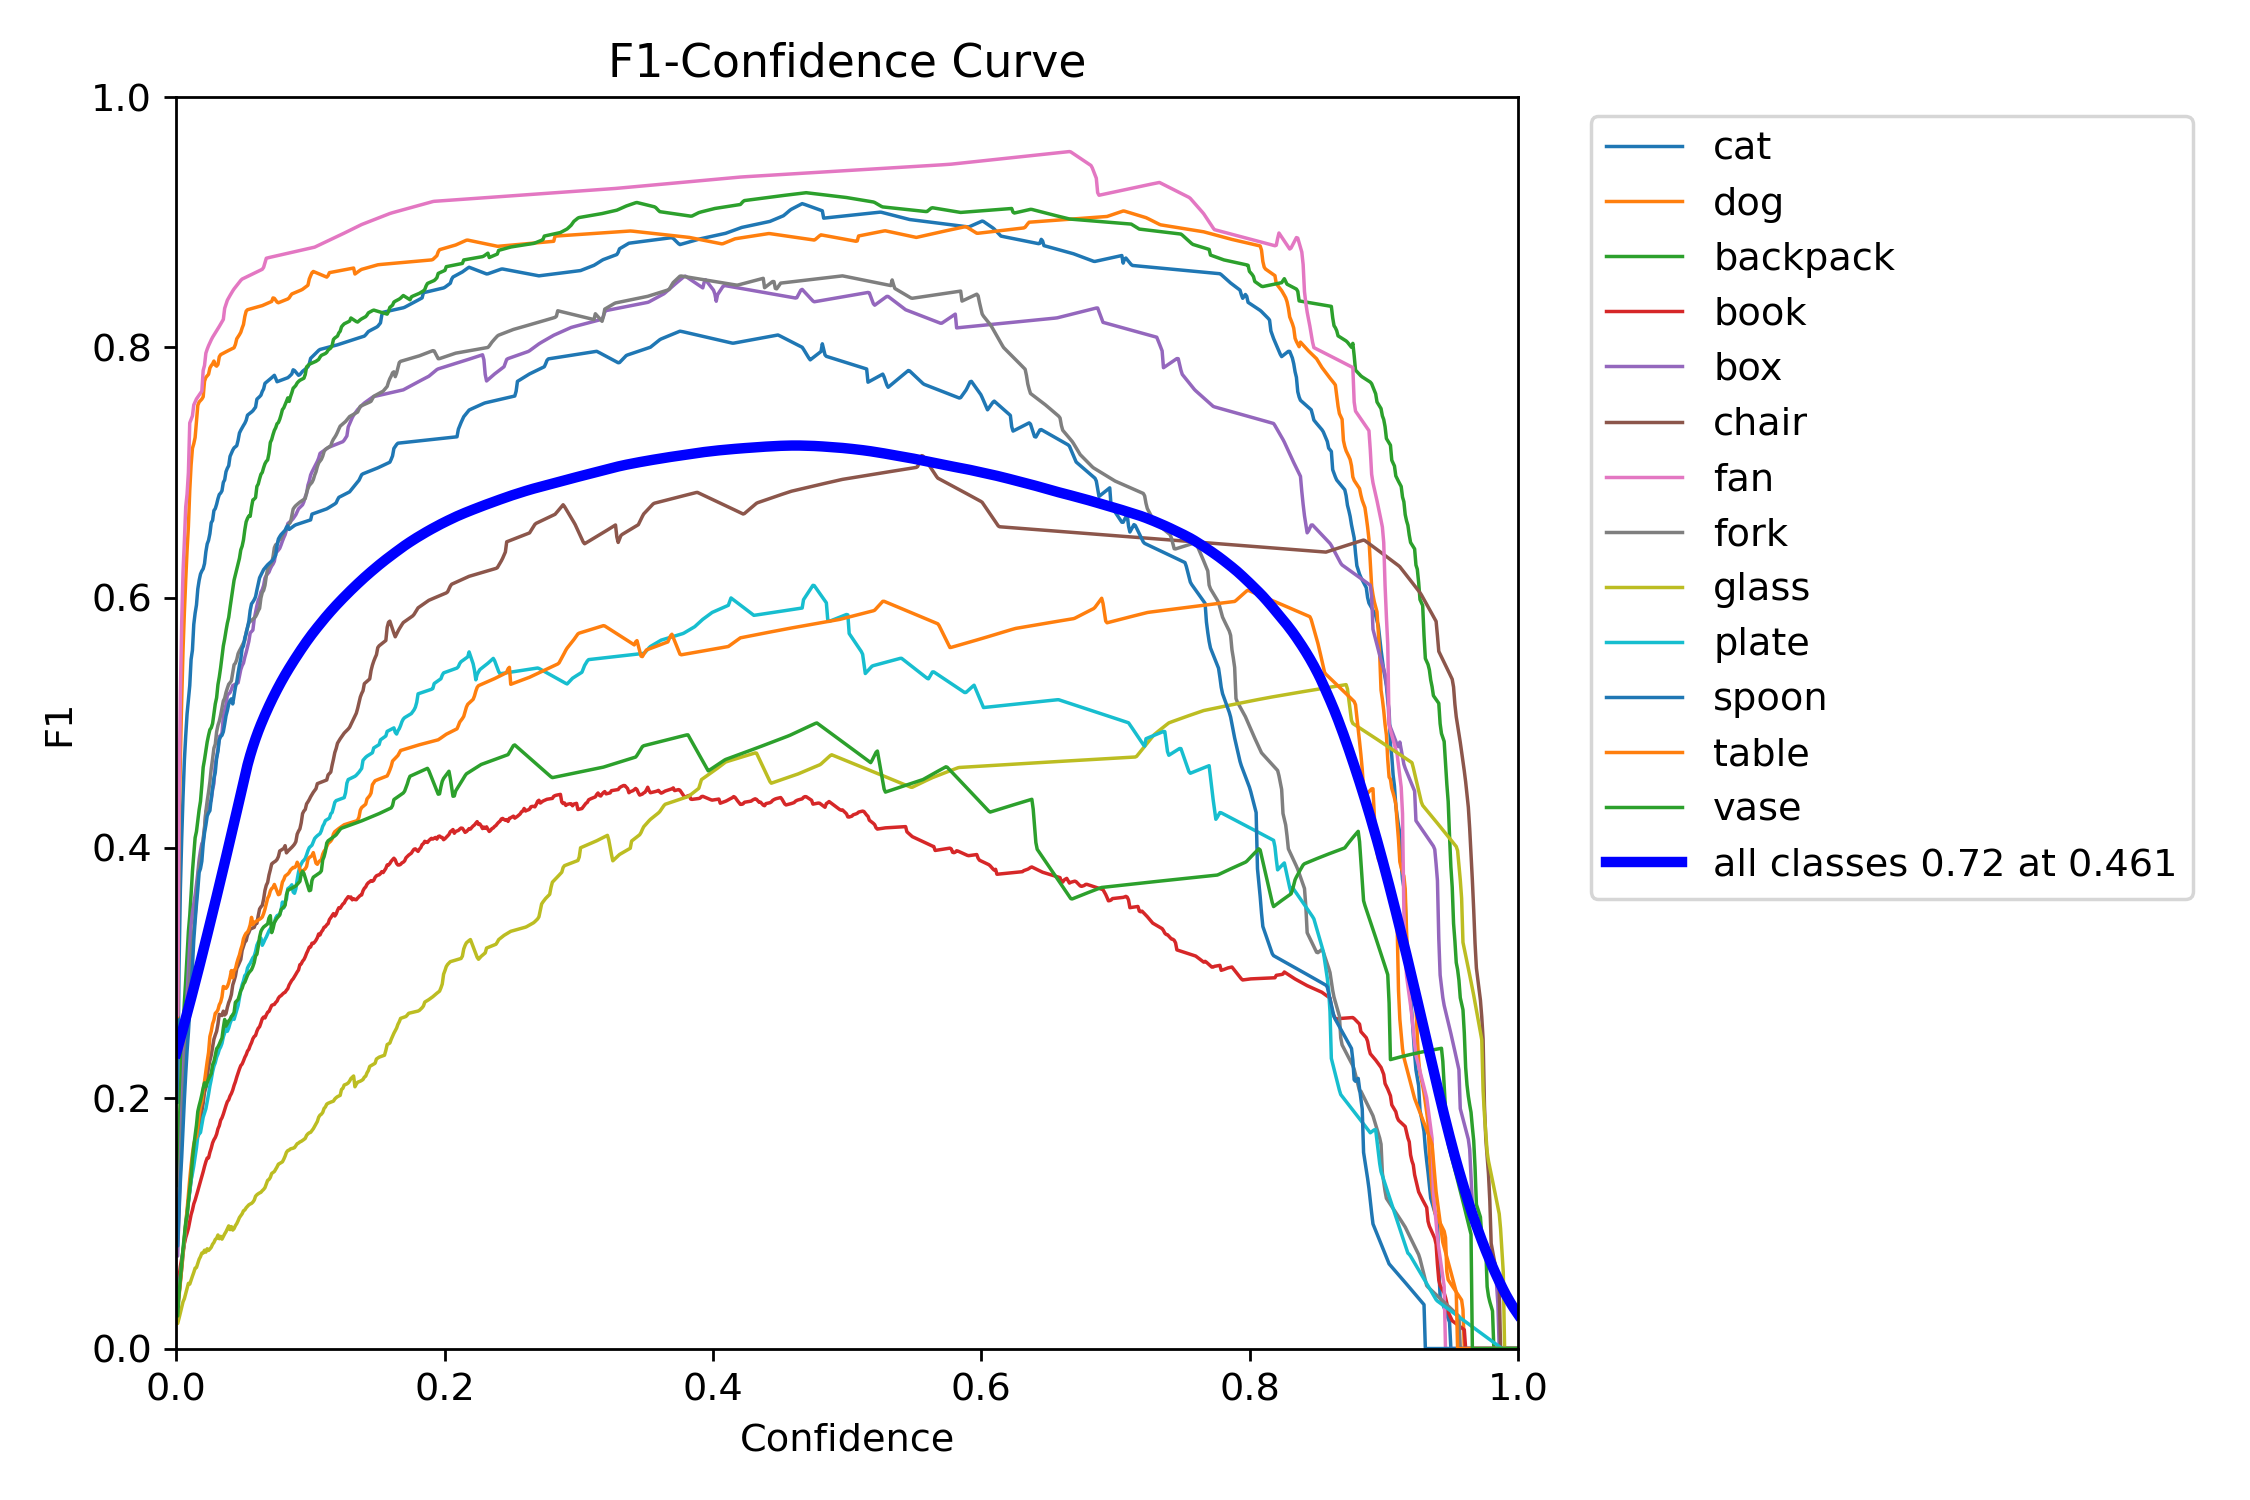 F1-Confidence Curve
1.0
0.8
0.6
0.4
0.2
0.0
F1
0.0 0.2 0.4 0.6 0.8 1.0
Confidence
cat
dog
backpack
book
box
chair
fan
fork
glass
plate
spoon
table
vase
all classes 0.72 at 0.461